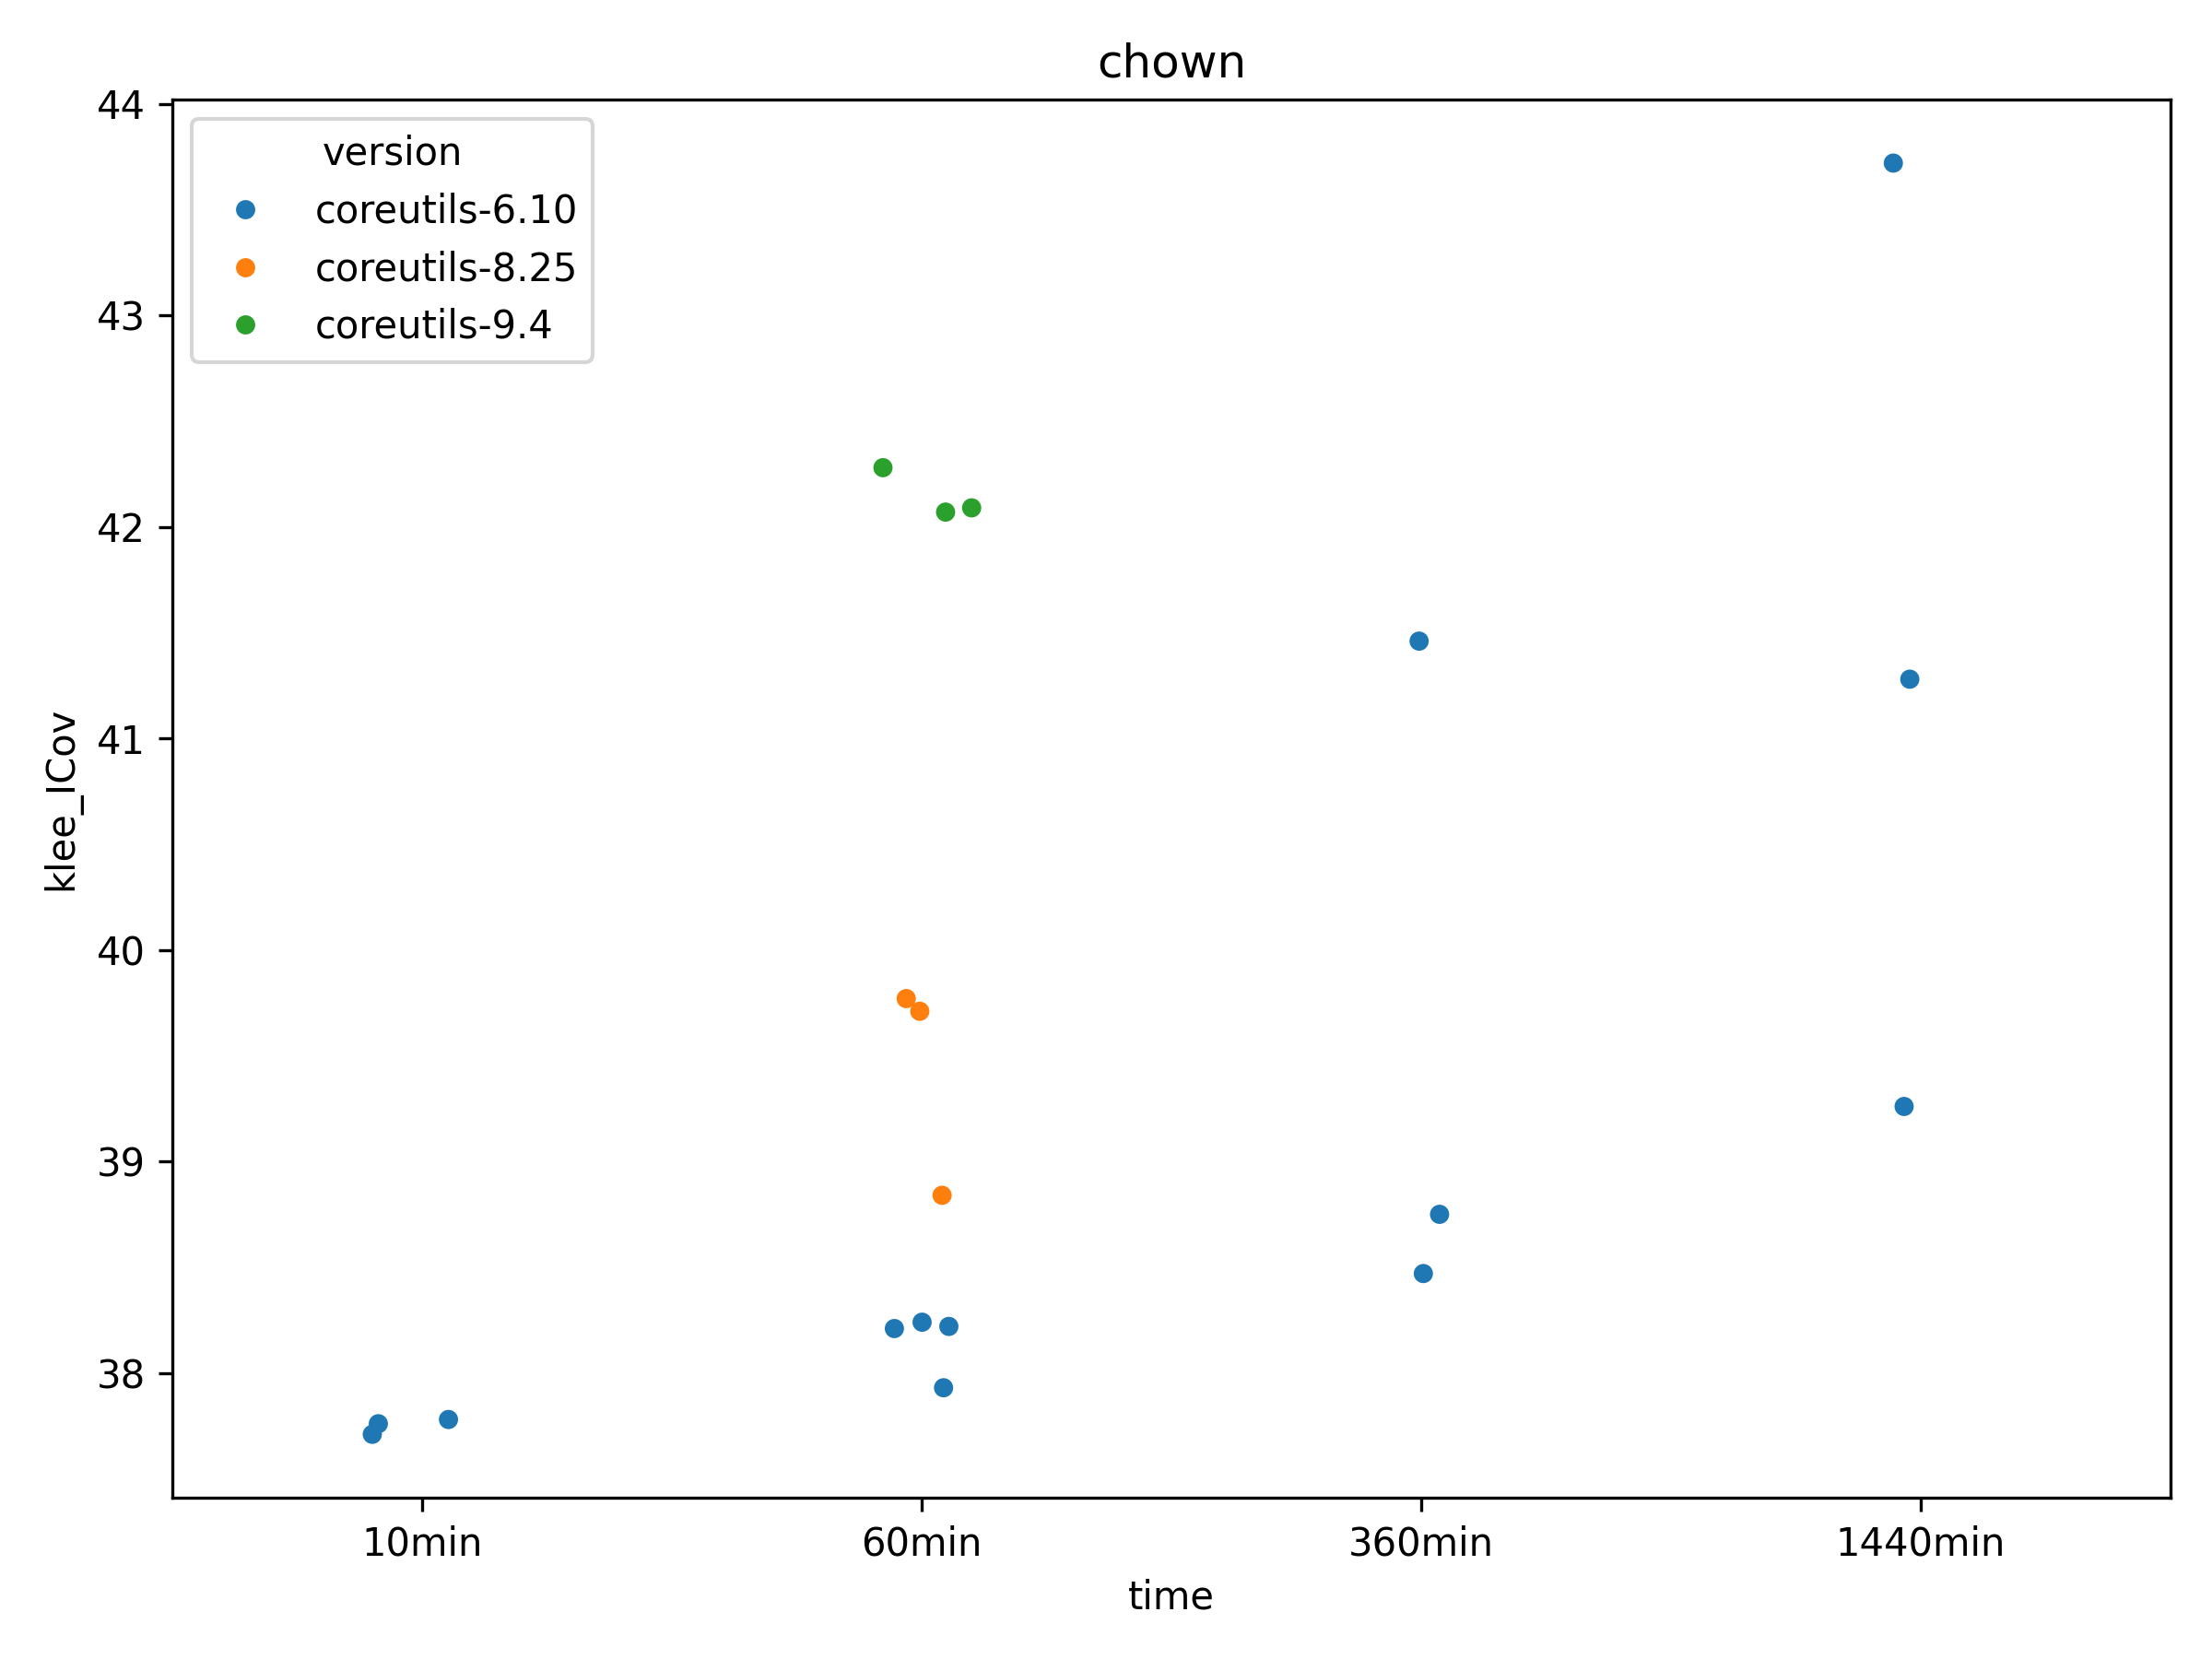 chown
version
coreutils-6.10
coreutils-8.25
coreutils-9.4
44
43
42
41
40
39
38
klee_ICov
10min
60min
360min
1440min
time